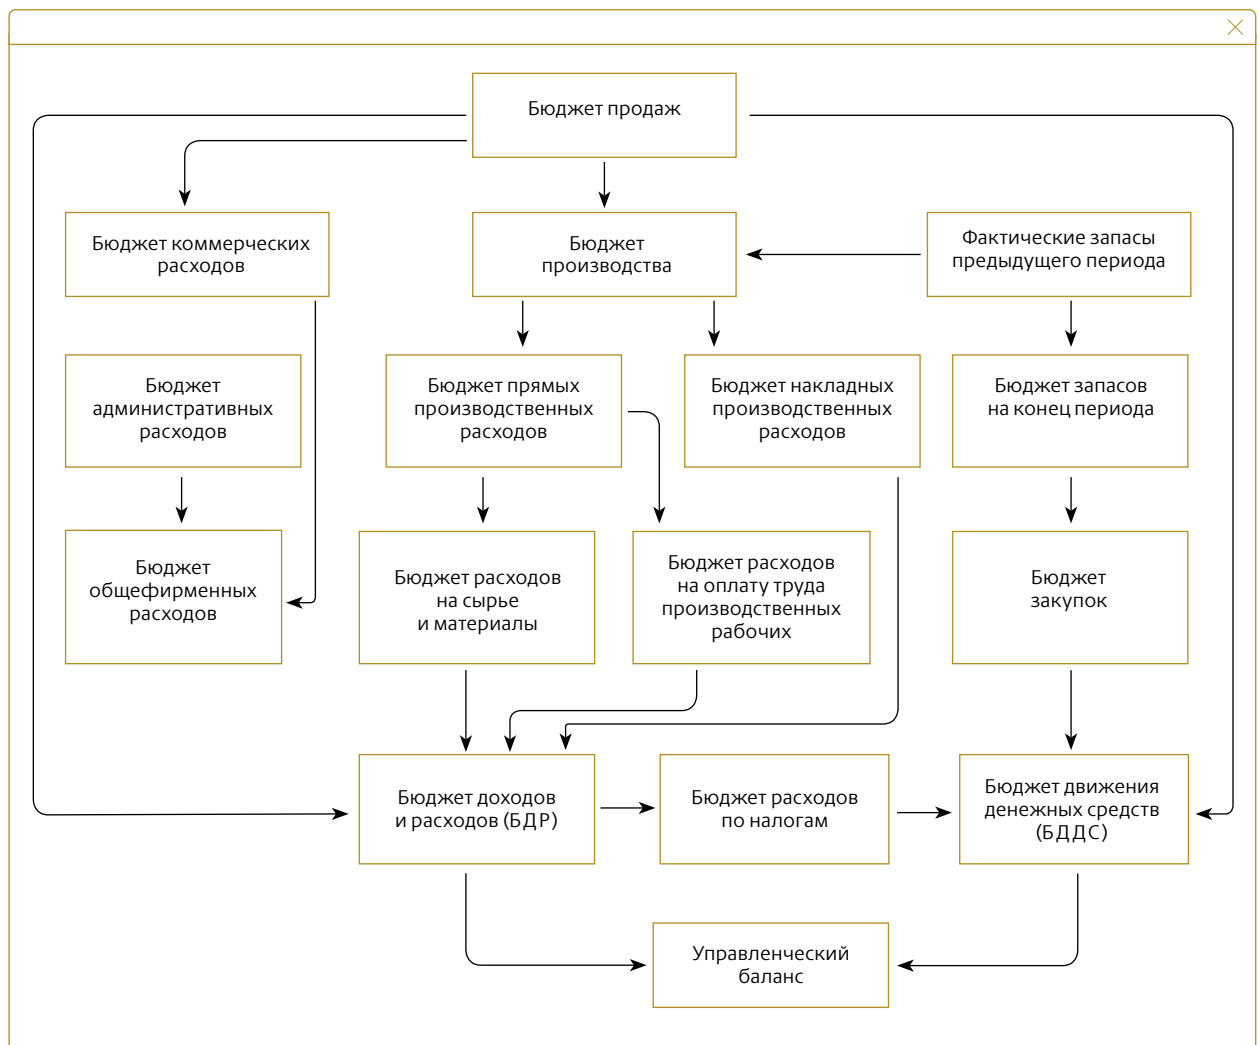 Бюджет продаж
Бюджет коммерческих
расходов
Бюджет
производства
Фактические запасы
предыдущего периода
Бюджет
административных
расходов
Бюджет прямых
производственных
расходов
Бюджет накладных
производственных
расходов
Бюджет запасов
на конец периода
Бюджет
общефирменных
расходов
Бюджет расходов
на сырье
и материалы
Бюджет расходов
на оплату труда
производственных
рабочих
Бюджет
закупок
Бюджет доходов
и расходов (БДР)
Бюджет расходов
по налогам
Бюджет движения
денежных средств
(БДДС)
Управленческий
баланс